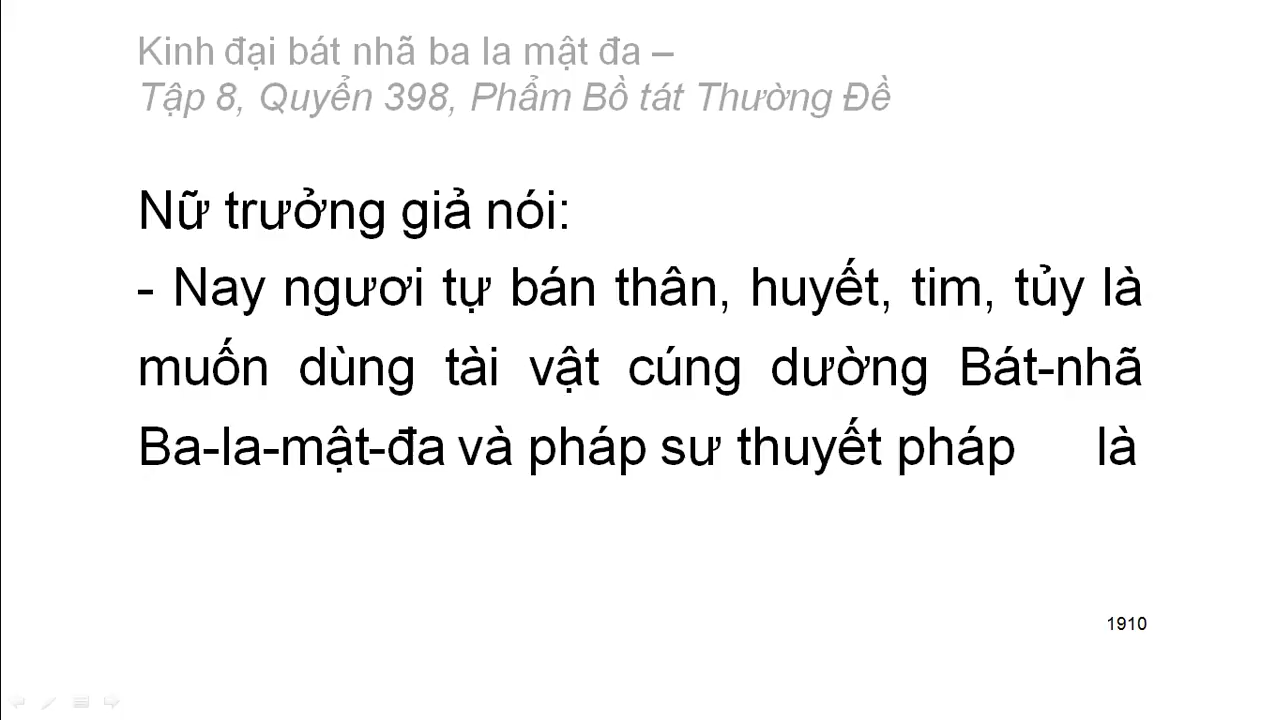 Kinh đại bát nhã ba la mật đa –
Tập 8, Quyển 398, Phẩm Bồ tát Thường Đề
Nữ trưởng giả nói:
- Nay ngươi tự bán thân, huyết, tim, tủy là
muốn dùng tài vật cúng dường Bát-nhã
Ba-la-mật-đa và pháp sư thuyết pháp là
1910